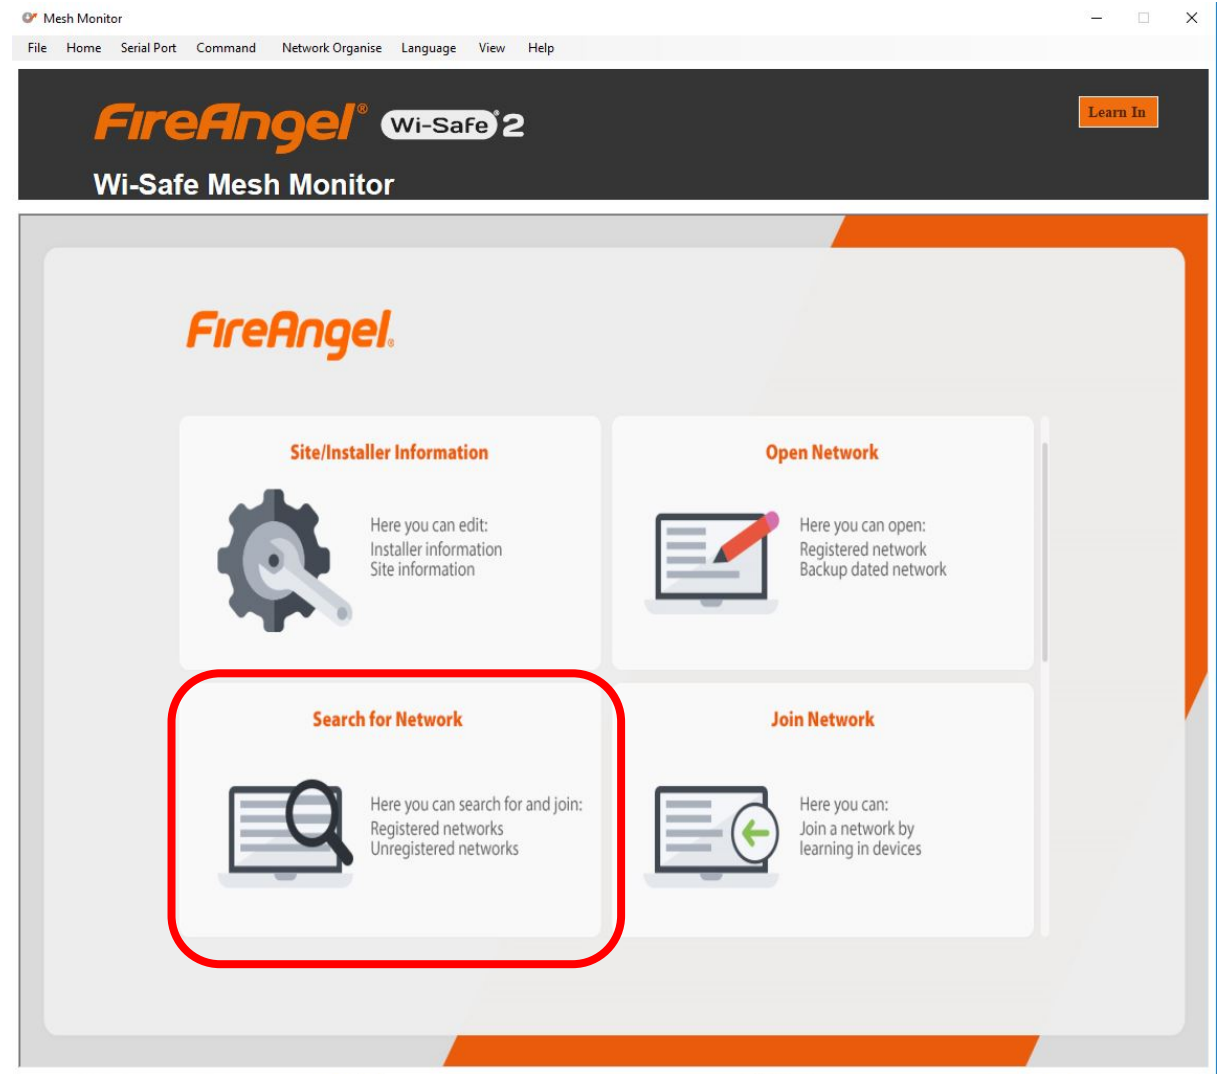 Mesh Monitor
File Home Serial Port Command Network Organise Language View Help
FireAngel® Wi-Safe® 2
Learn In
Wi-Safe Mesh Monitor
FireAngel®
Site/Installer Information
Here you can edit:
Installer information
Site information
Open Network
Here you can open:
Registered network
Backup dated network
Search for Network
Here you can search for and join:
Registered networks
Unregistered networks
Join Network
Here you can:
Join a network by
learning in devices